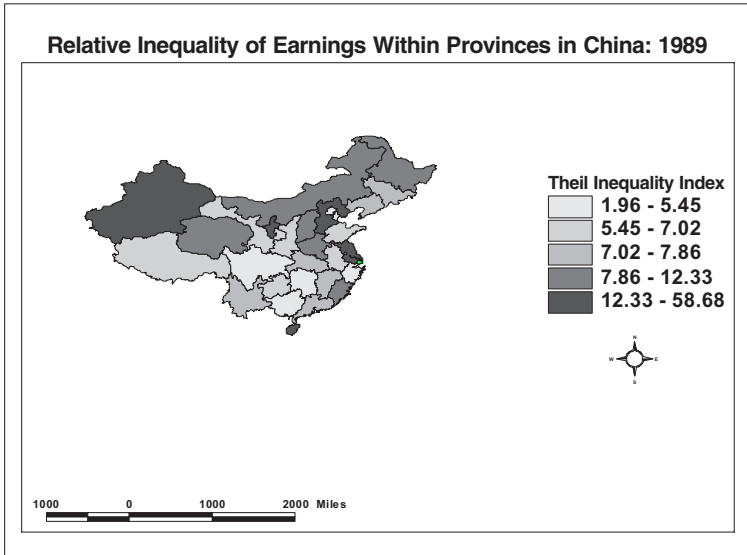 Relative Inequality of Earnings Within Provinces in China: 1989
Theil Inequality Index
1.96 - 5.45
5.45 - 7.02
7.02 - 7.86
7.86 - 12.33
12.33 - 58.68
N
W E
S
1000 0 1000 2000 Miles